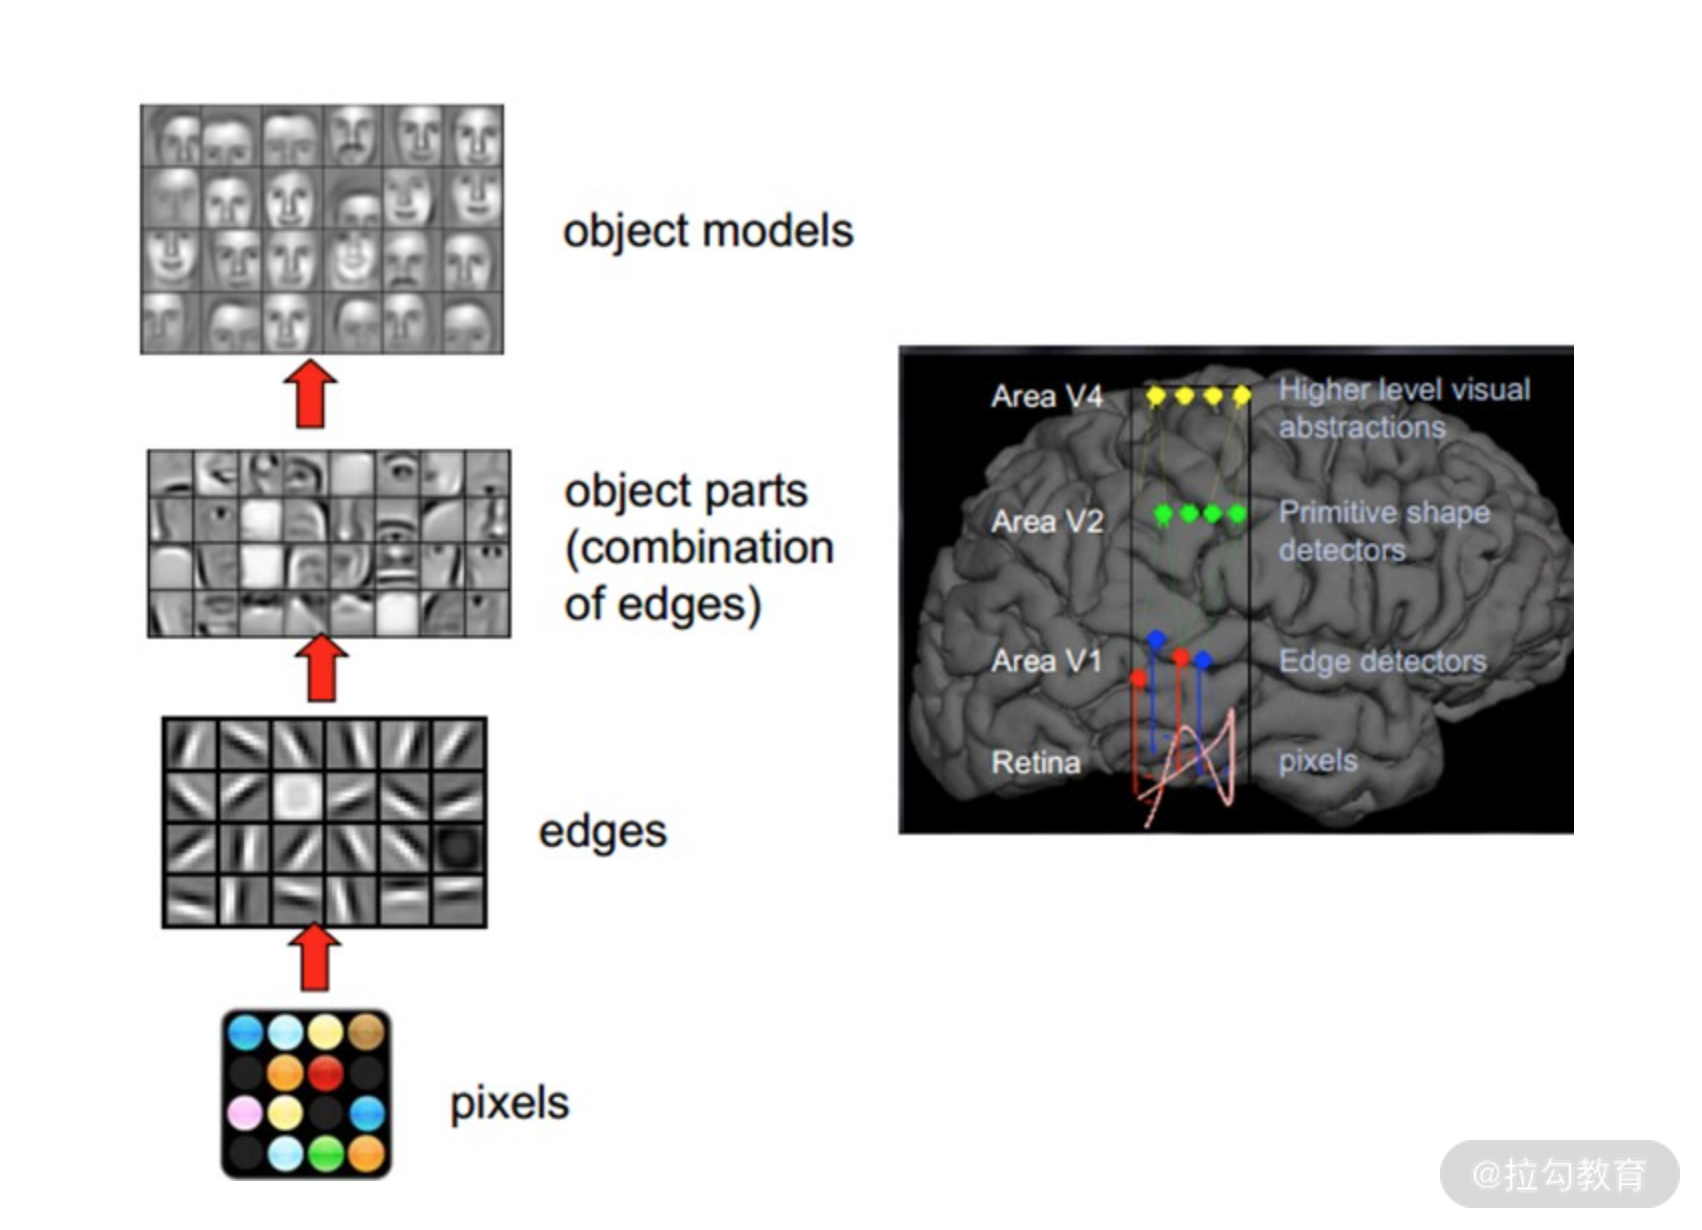 object models
object parts
(combination
of edges)
edges
pixels
Area V4
Higher level visual
abstractions
Area V2
Primitive shape
detectors
Area V1
Edge detectors
Retina
pixels
@拉勾教育